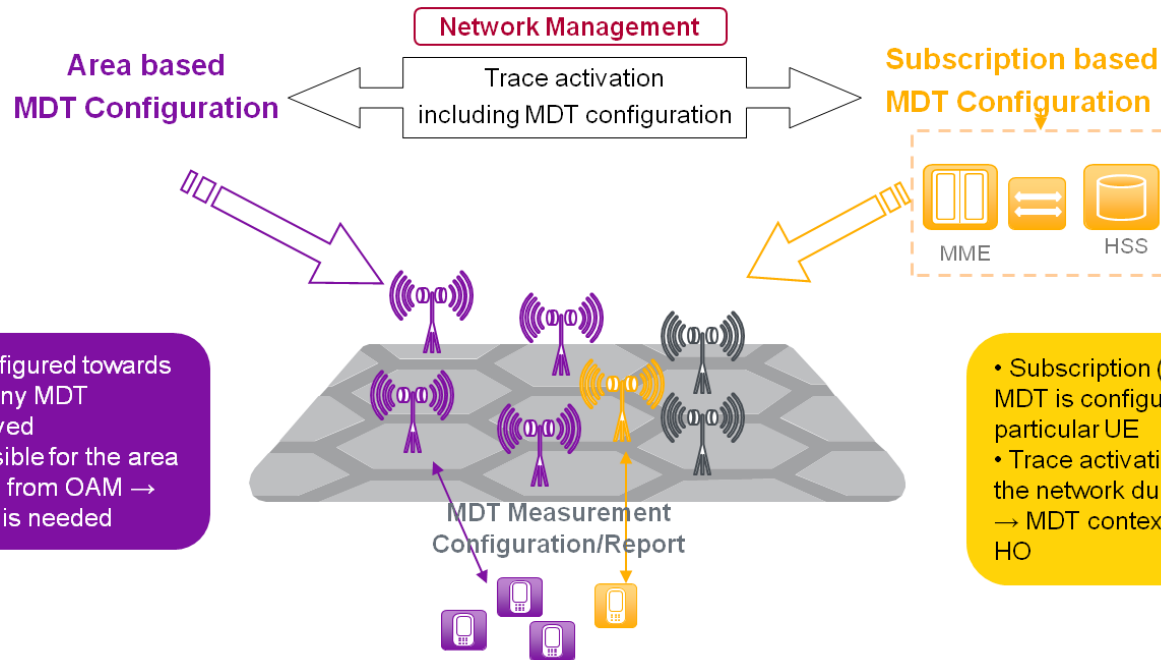 Network Management
Area based
MDT Configuration
Trace activation
including MDT configuration
Subscription based
MDT Configuration
MME
HSS
figured towards
ny MDT
ved
sible for the area
from OAM →
is needed
MDT Measurement
Configuration/Report
• Subscription (
MDT is configu
particular UE
• Trace activati
the network du
→ MDT contex
HO